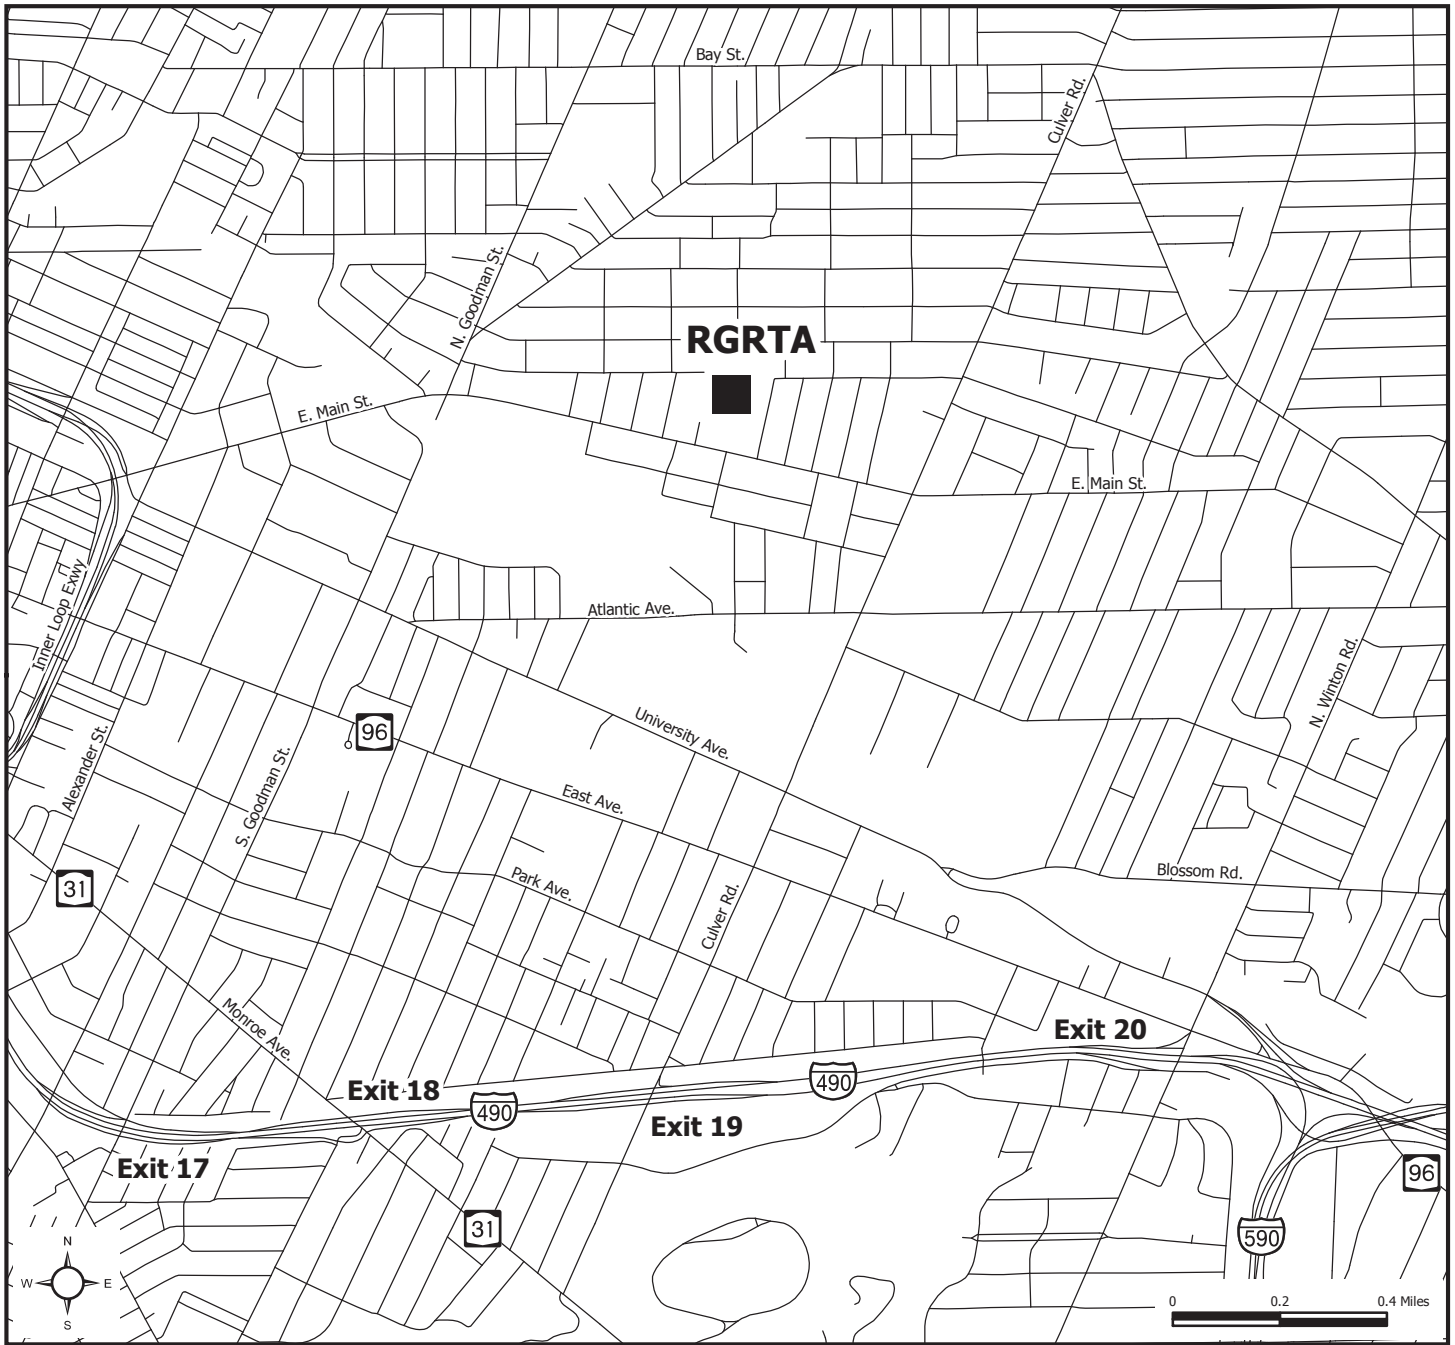 Bay St.
Culver Rd.
N. Goodman St.
RGRTA
E. Main St.
E. Main St.
Inner Loop Exwy
Atlantic Ave.
N. Winton Rd.
University Ave.
96
Alexander St.
S. Goodman St.
East Ave.
Park Ave.
Blossom Rd.
31
Culver Rd.
Monroe Ave.
Exit 20
Exit 18
490
490
Exit 19
Exit 17
96
31
590
N
W E
S
0 0.2 0.4 Miles